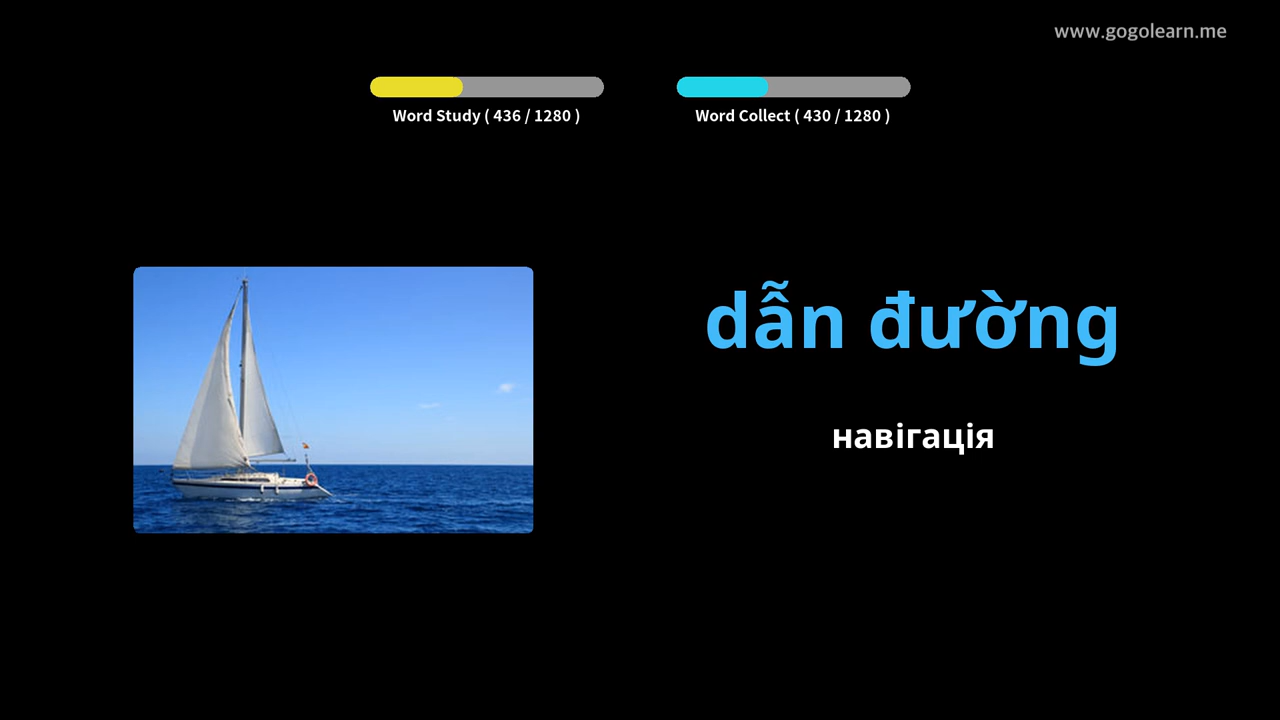 www.gogolearn.me
Word Study ( 436 / 1280 )
Word Collect ( 430 / 1280 )
dẫn đường
навігація